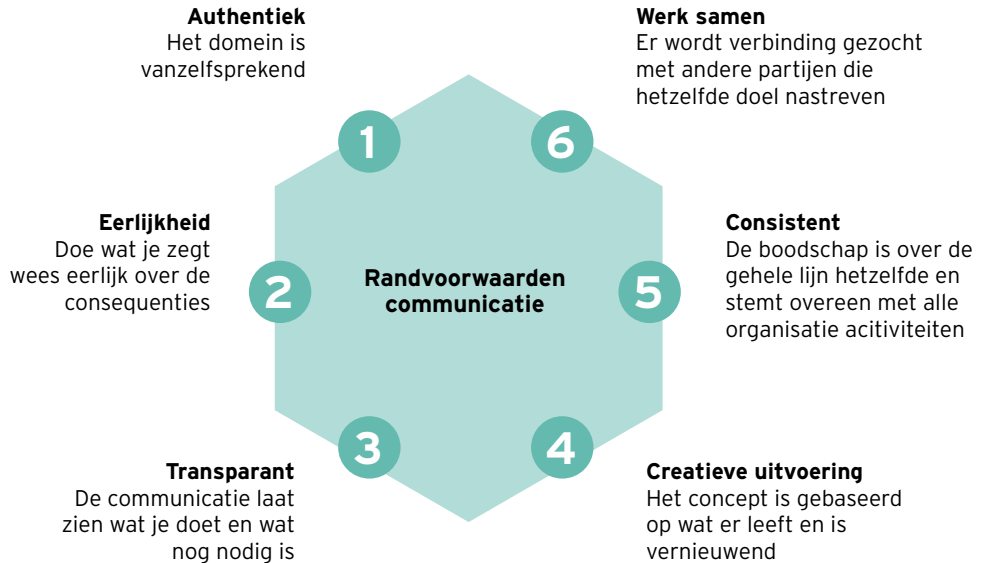 Authentiek
Het domein is
vanzelfsprekend
1
Eerlijkheid
Doe wat je zegt
wees eerlijk over de
consequenties
2
Transparant
De communicatie laat
zien wat je doet en wat
nog nodig is
3
Randvoorwaarden
communicatie
4
Creatieve uitvoering
Het concept is gebaseerd
op wat er leeft en is
vernieuwend
5
Consistent
De boodschap is over de
gehele lijn hetzelfde en
stemt overeen met alle
organisatie acitiviteiten
6
Werk samen
Er wordt verbinding gezocht
met andere partijen die
hetzelfde doel nastreven